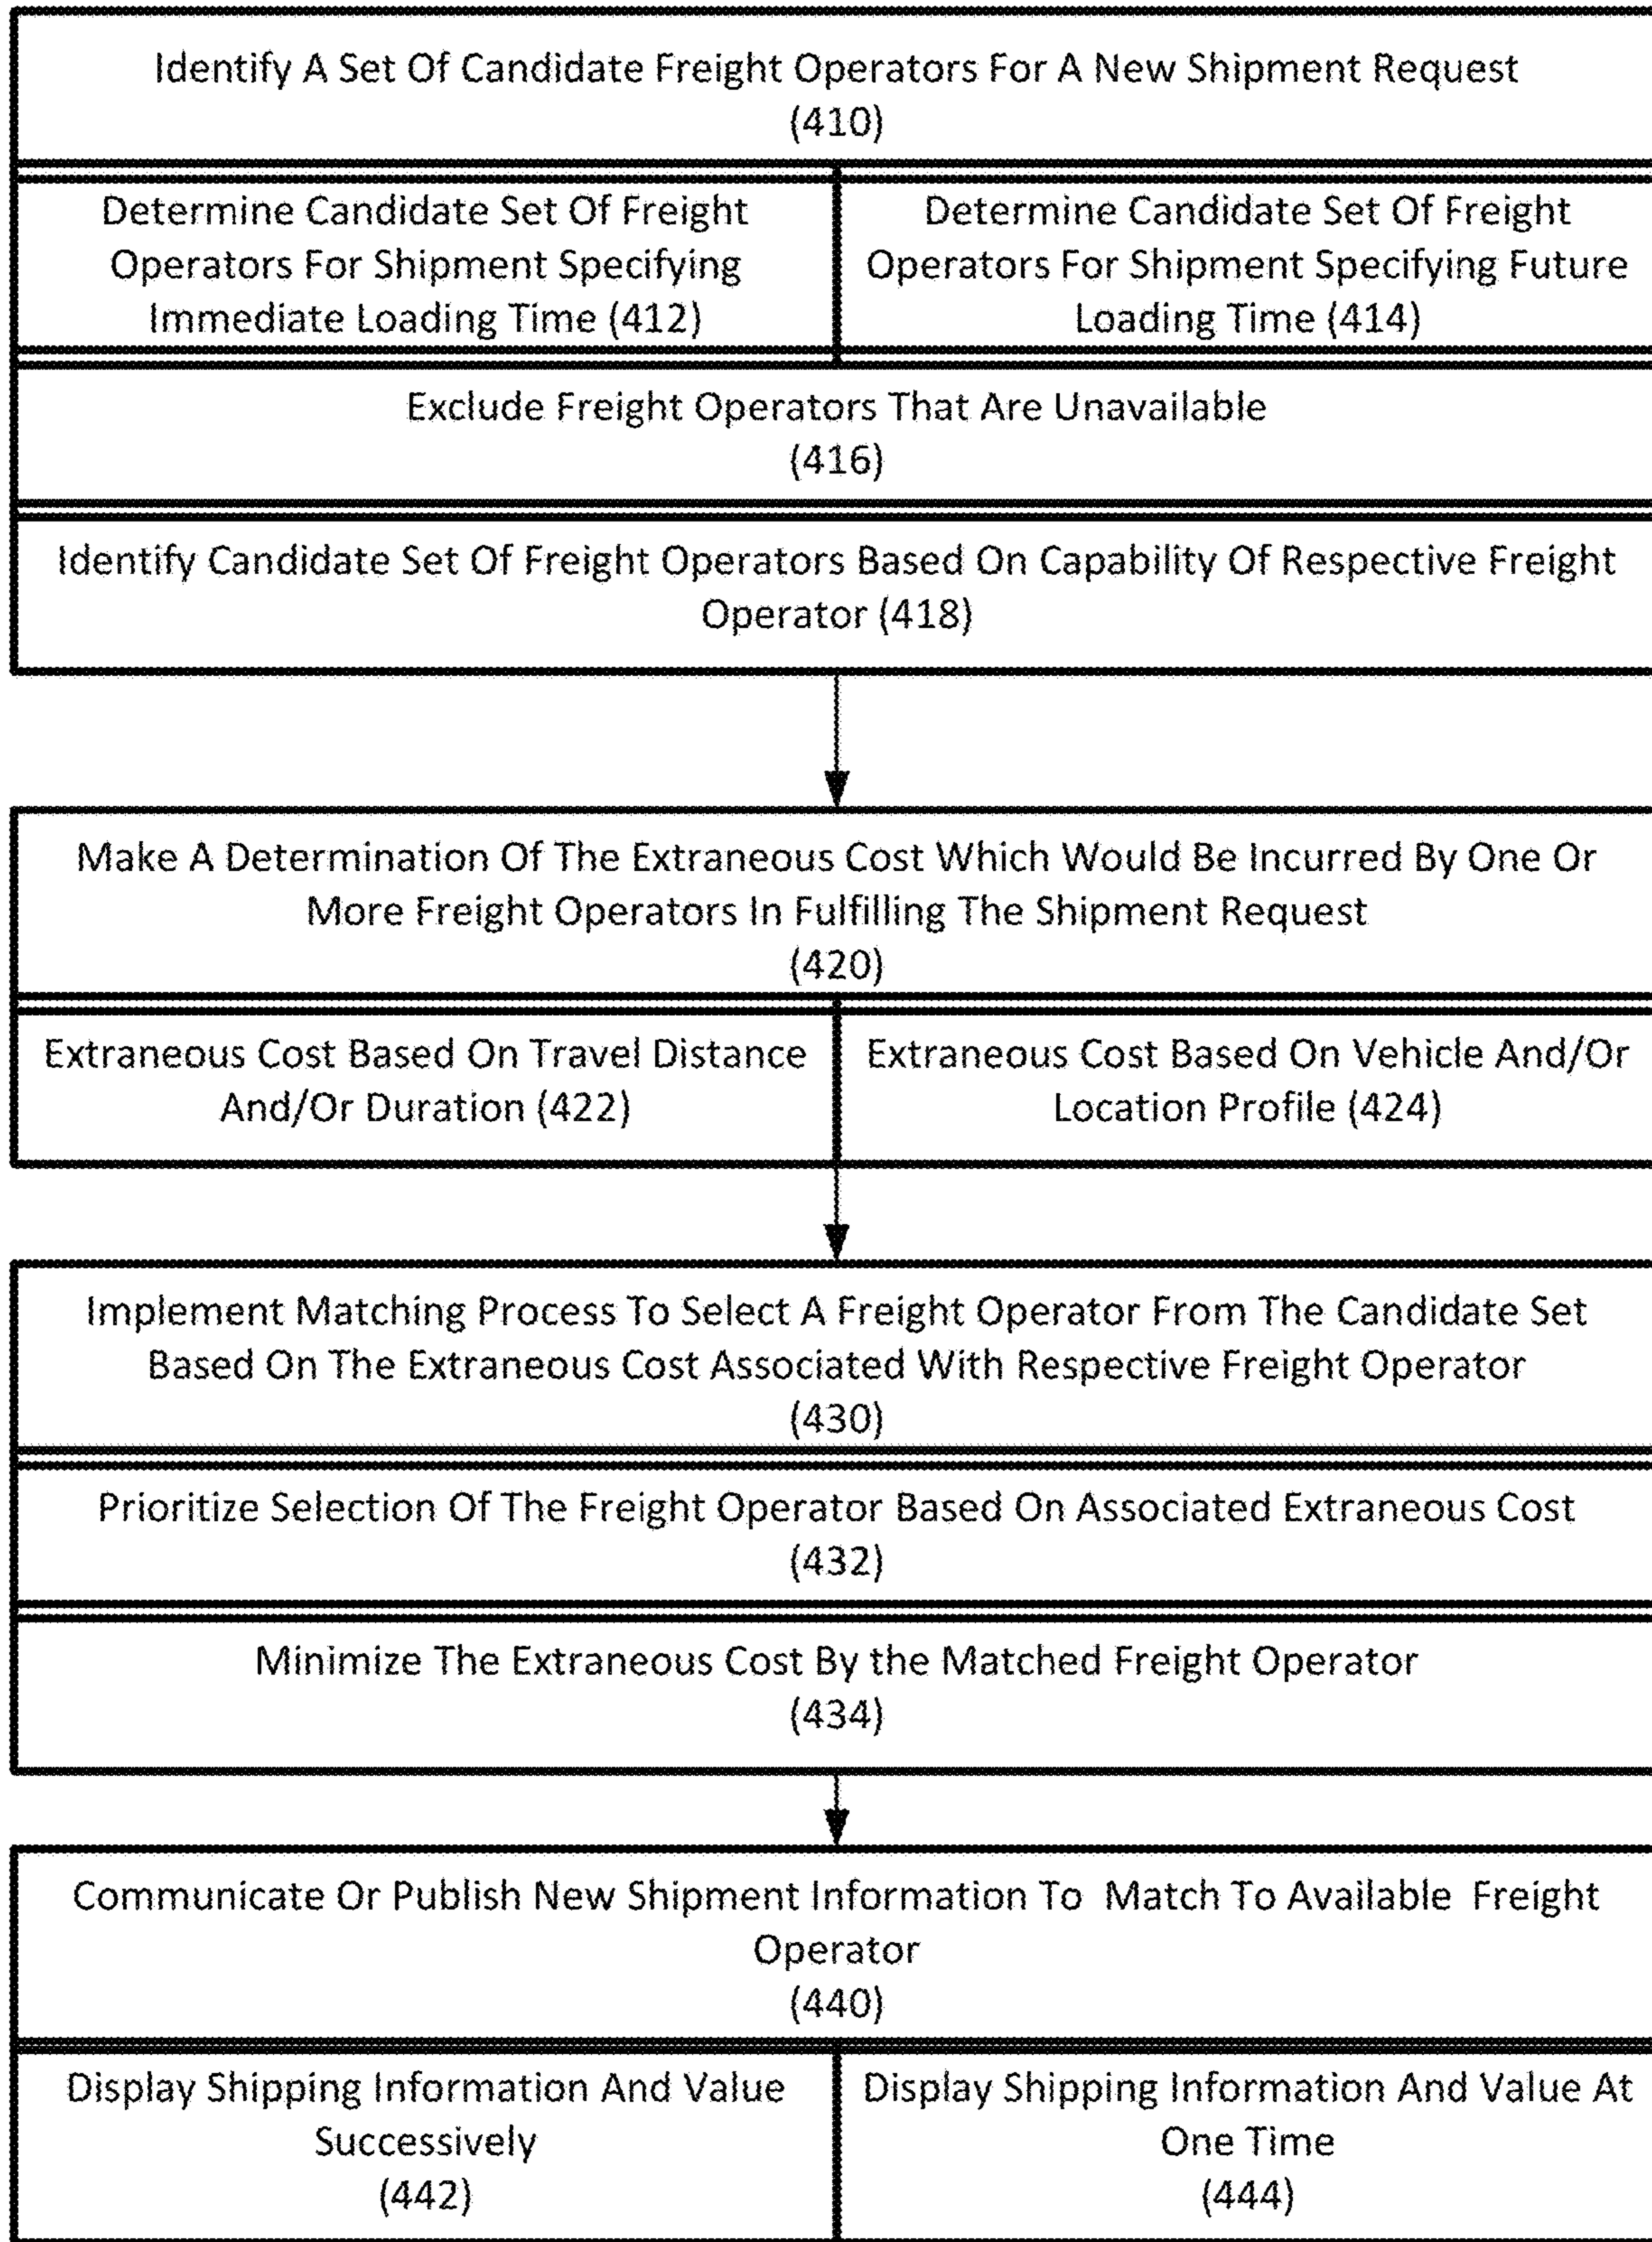 Identify A Set Of Candidate Freight Operators For A New Shipment Request
(410)
Determine Candidate Set Of Freight
Operators For Shipment Specifying
Immediate Loading Time (412)
Determine Candidate Set Of Freight
Operators For Shipment Specifying Future
Loading Time (414)
Exclude Freight Operators That Are Unavailable
(416)
Identify Candidate Set Of Freight Operators Based On Capability Of Respective Freight
Operator (418)
Make A Determination Of The Extraneous Cost Which Would Be Incurred By One Or
More Freight Operators In Fulfilling The Shipment Request
(420)
Extraneous Cost Based On Travel Distance
And/Or Duration (422)
Extraneous Cost Based On Vehicle And/Or
Location Profile (424)
Implement Matching Process To Select A Freight Operator From The Candidate Set
Based On The Extraneous Cost Associated With Respective Freight Operator
(430)
Prioritize Selection Of The Freight Operator Based On Associated Extraneous Cost
(432)
Minimize The Extraneous Cost By the Matched Freight Operator
(434)
Communicate Or Publish New Shipment Information To Match To Available Freight
Operator
(440)
Display Shipping Information And Value
Successively
(442)
Display Shipping Information And Value At
One Time
(444)